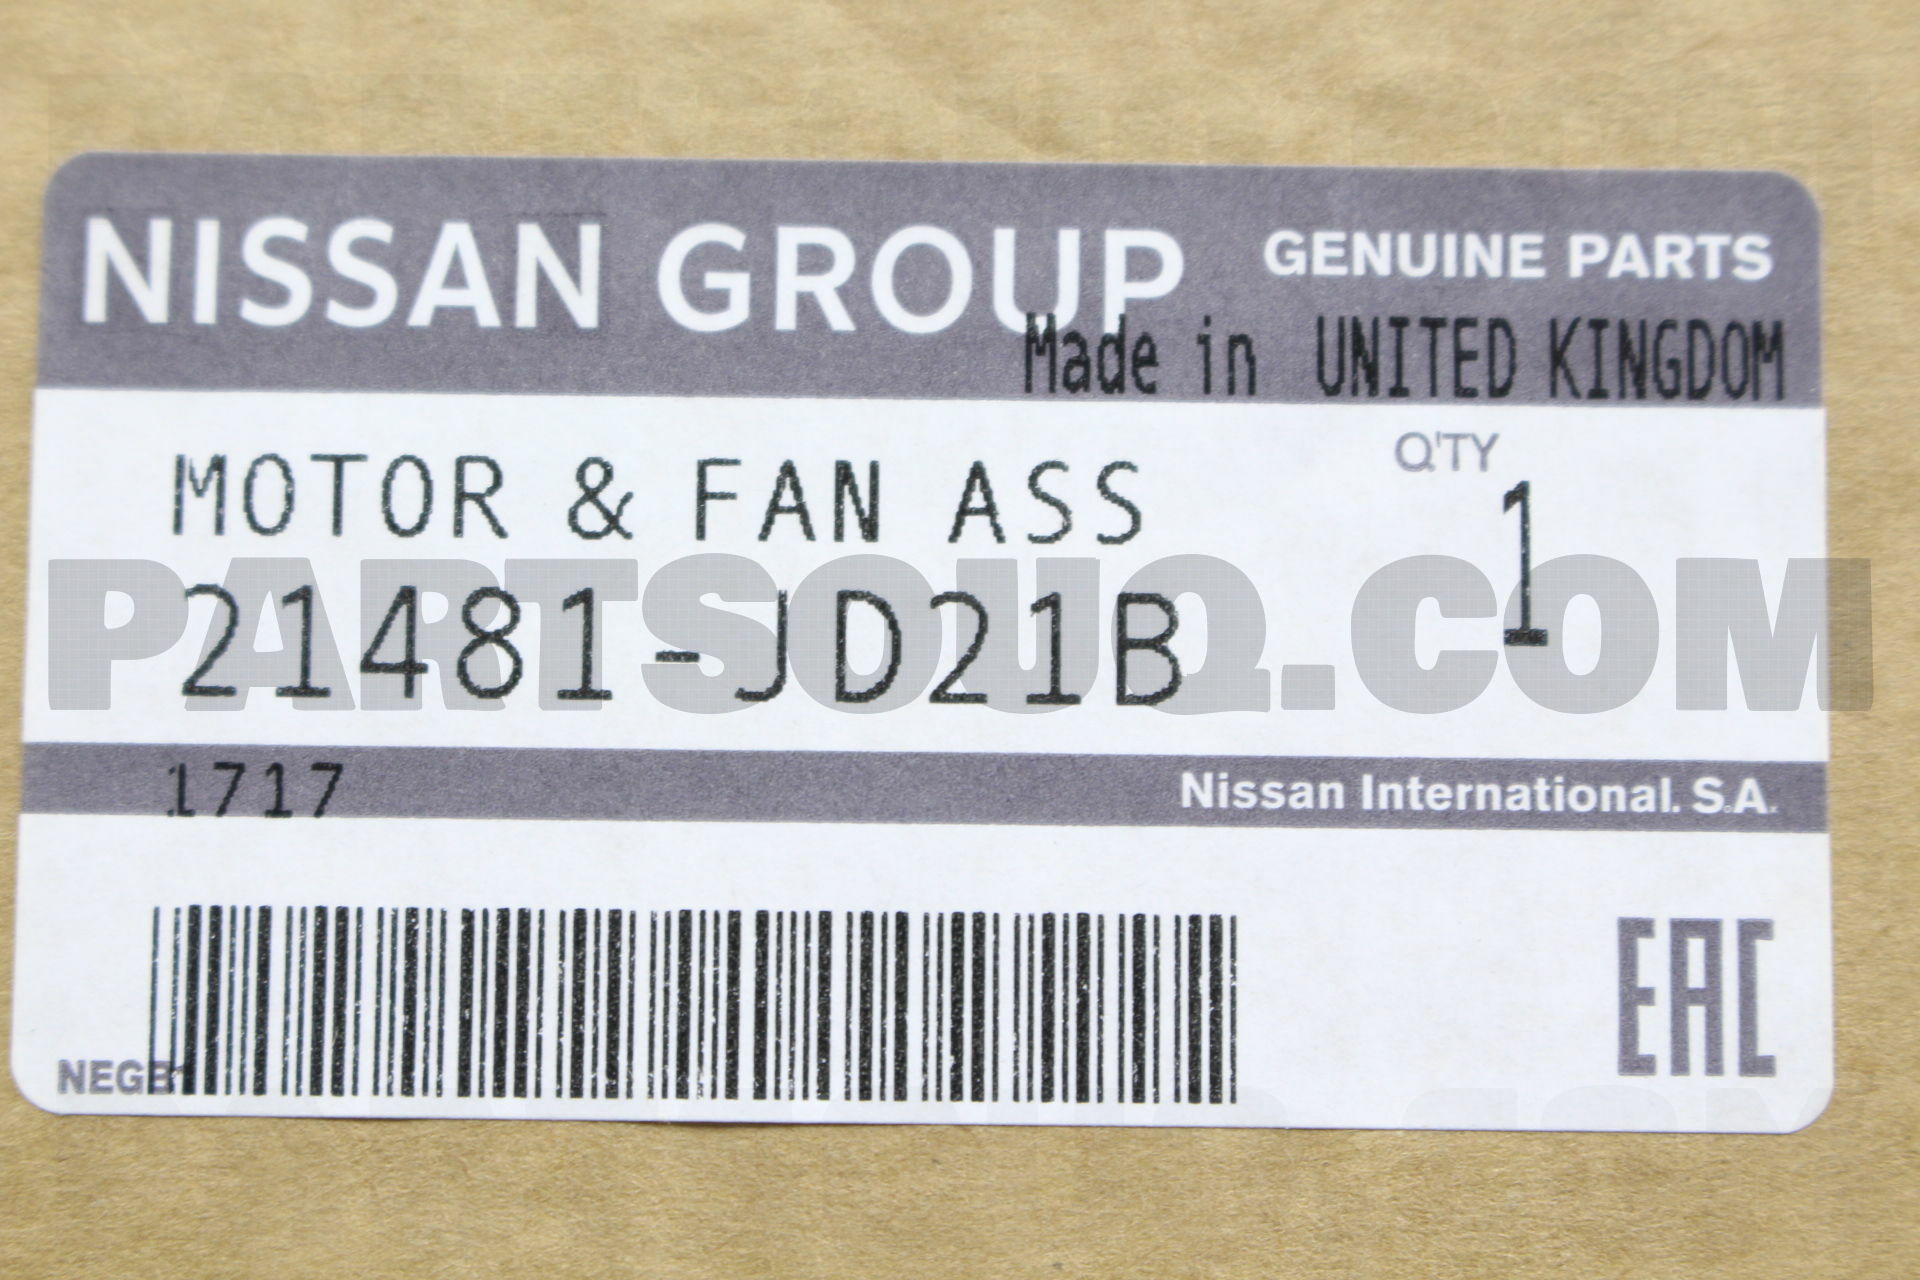 NISSAN GROUP GENUINE PARTS
Made in UNITED KINGDOM
Q'TY
MOTOR & FAN ASS 1
PARTSOUQ.COM
21481-JD21B
1717 Nissan International. S.A.
NEGB1 EAC